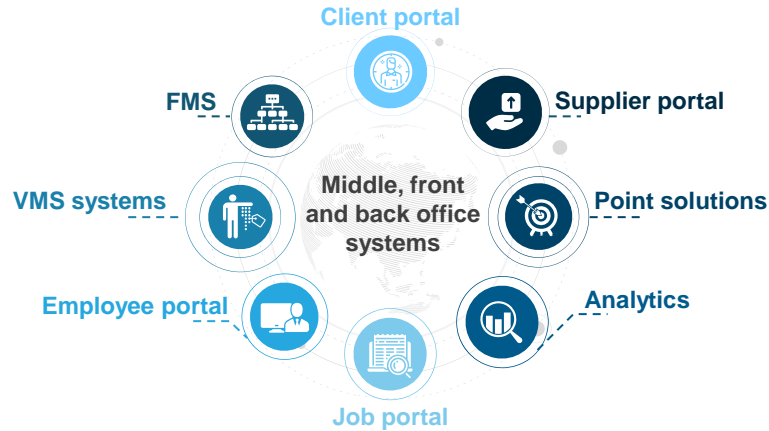 Client portal
FMS
Supplier portal
VMS systems
Middle, front
and back office
systems
Point solutions
Employee portal
Analytics
Job portal